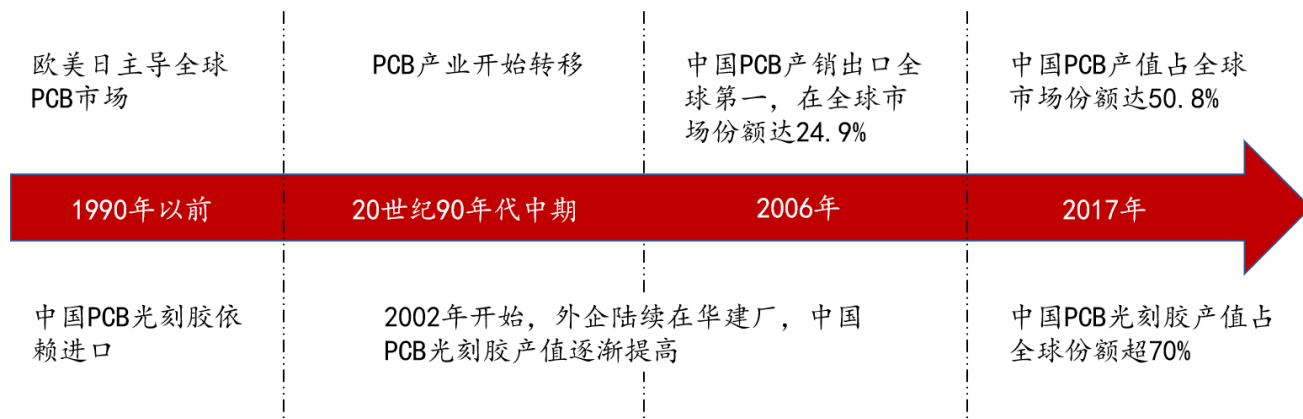 欧美日主导全球
PCB市场
PCB产业开始转移
中国PCB产销出口全
球第一，在全球市
场份额达24.9%
中国PCB产值占全球
市场份额达50.8%
1990年以前
20世纪90年代中期
2006年
2017年
中国PCB光刻胶依
赖进口
2002年开始，外企陆续在华建厂，中国
PCB光刻胶产值逐渐提高
中国PCB光刻胶产值占
全球份额超70%